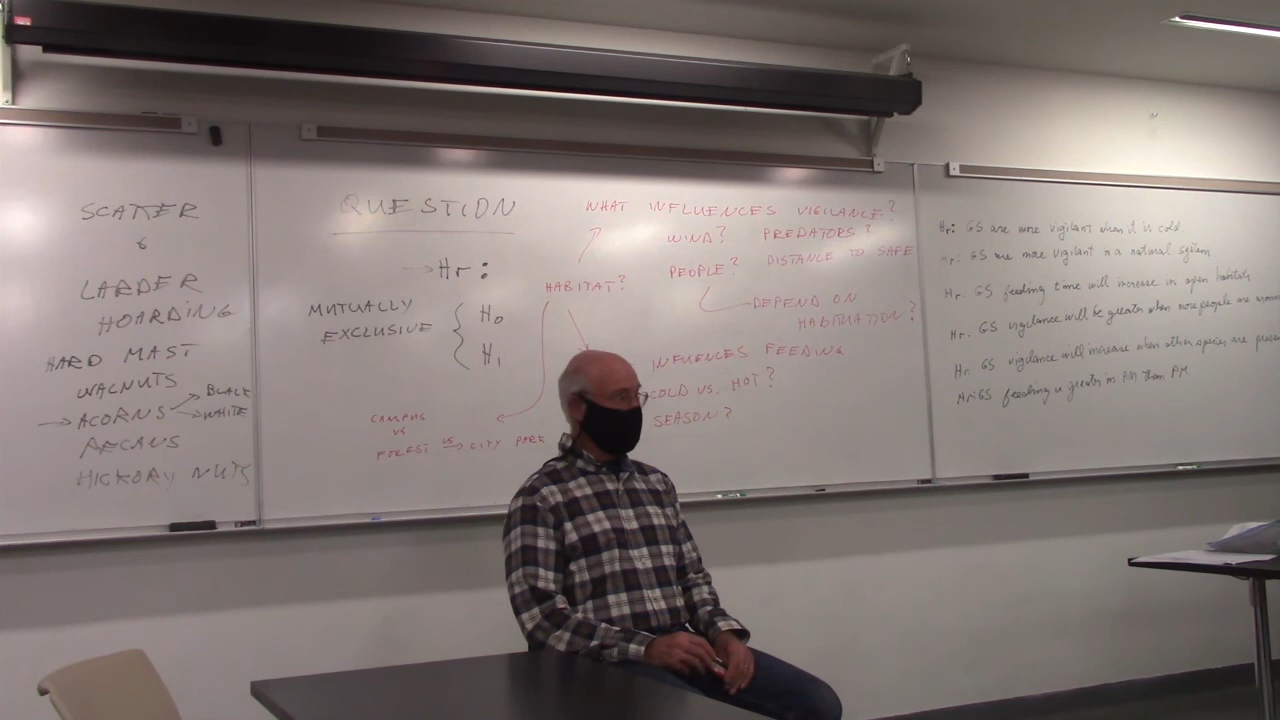 SCATTER
&
LARDER
HOARDING
HARD MAST
WALNUTS
→ ACORNS → BLACK
→ WHITE
PECANS
HICKORY NUTS
QUESTION
→ Hr:
MUTUALLY
EXCLUSIVE { H₀
H₁
HABITAT?
CAMPUS
VS
FOREST VS CITY PARK
WHAT INFLUENCES VIGILANCE?
WIND? PREDATORS?
PEOPLE? DISTANCE TO SAFE
DEPEND ON
HABITUATION?
INFLUENCES FEEDING
COLD VS. HOT?
SEASON?
Hr: GS are more vigilant when it is cold.
Hr: GS are more vigilant in a natural system
Hr. GS feeding time will increase in open habitats
Hr. GS vigilance will be greater when more people are around
Hr. GS vigilance will increase when other species are present
Hr: GS feeding is greater in AM than PM